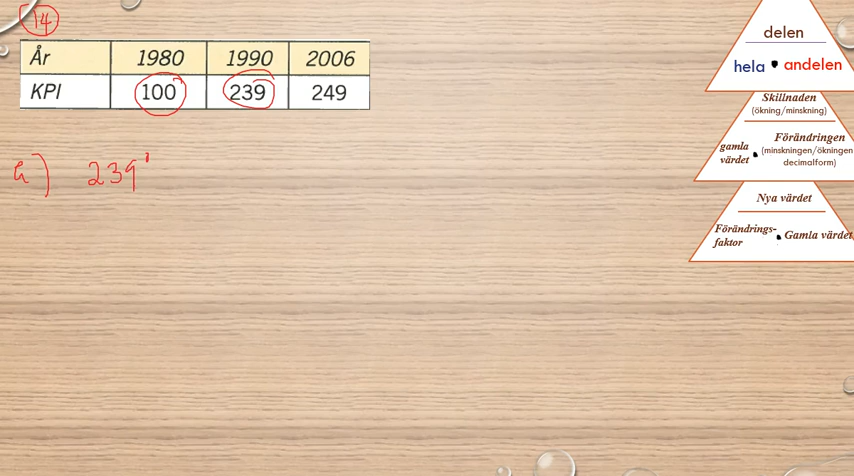 14
År 1980 1990 2006
KPI 100 239 249
a) 239
delen
hela • andelen
Skillnaden
(ökning/minskning)
gamla värdet • Förändringen
(minskningen/ökningen
decimalform)
Nya värdet
Förändrings-
faktor • Gamla värdet